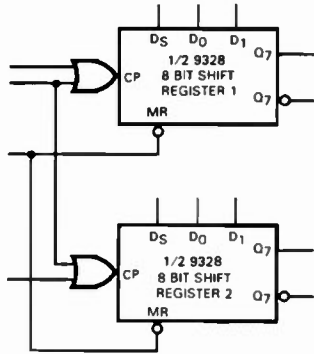 DS D0 D1
1/2 9328 Q7
8 BIT SHIFT
CP REGISTER 1 Q7
MR
DS D0 D1
1/2 9328 Q7
8 BIT SHIFT
CP REGISTER 2 Q7
MR